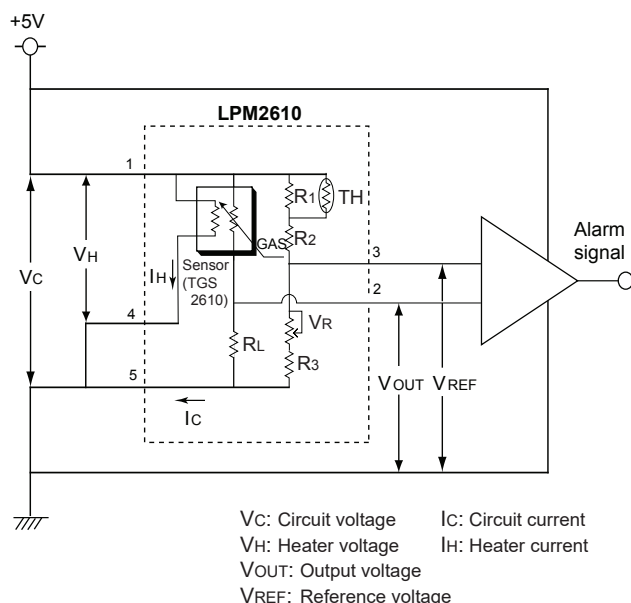 +5V
LPM2610
1
R1
TH
R2
GAS
3
Alarm
signal
VH
VC
IH
Sensor
(TGS
2610)
2
4
VR
RL
R3
5
VOUT
VREF
IC
VC: Circuit voltage IC: Circuit current
VH: Heater voltage IH: Heater current
VOUT: Output voltage
VREF: Reference voltage